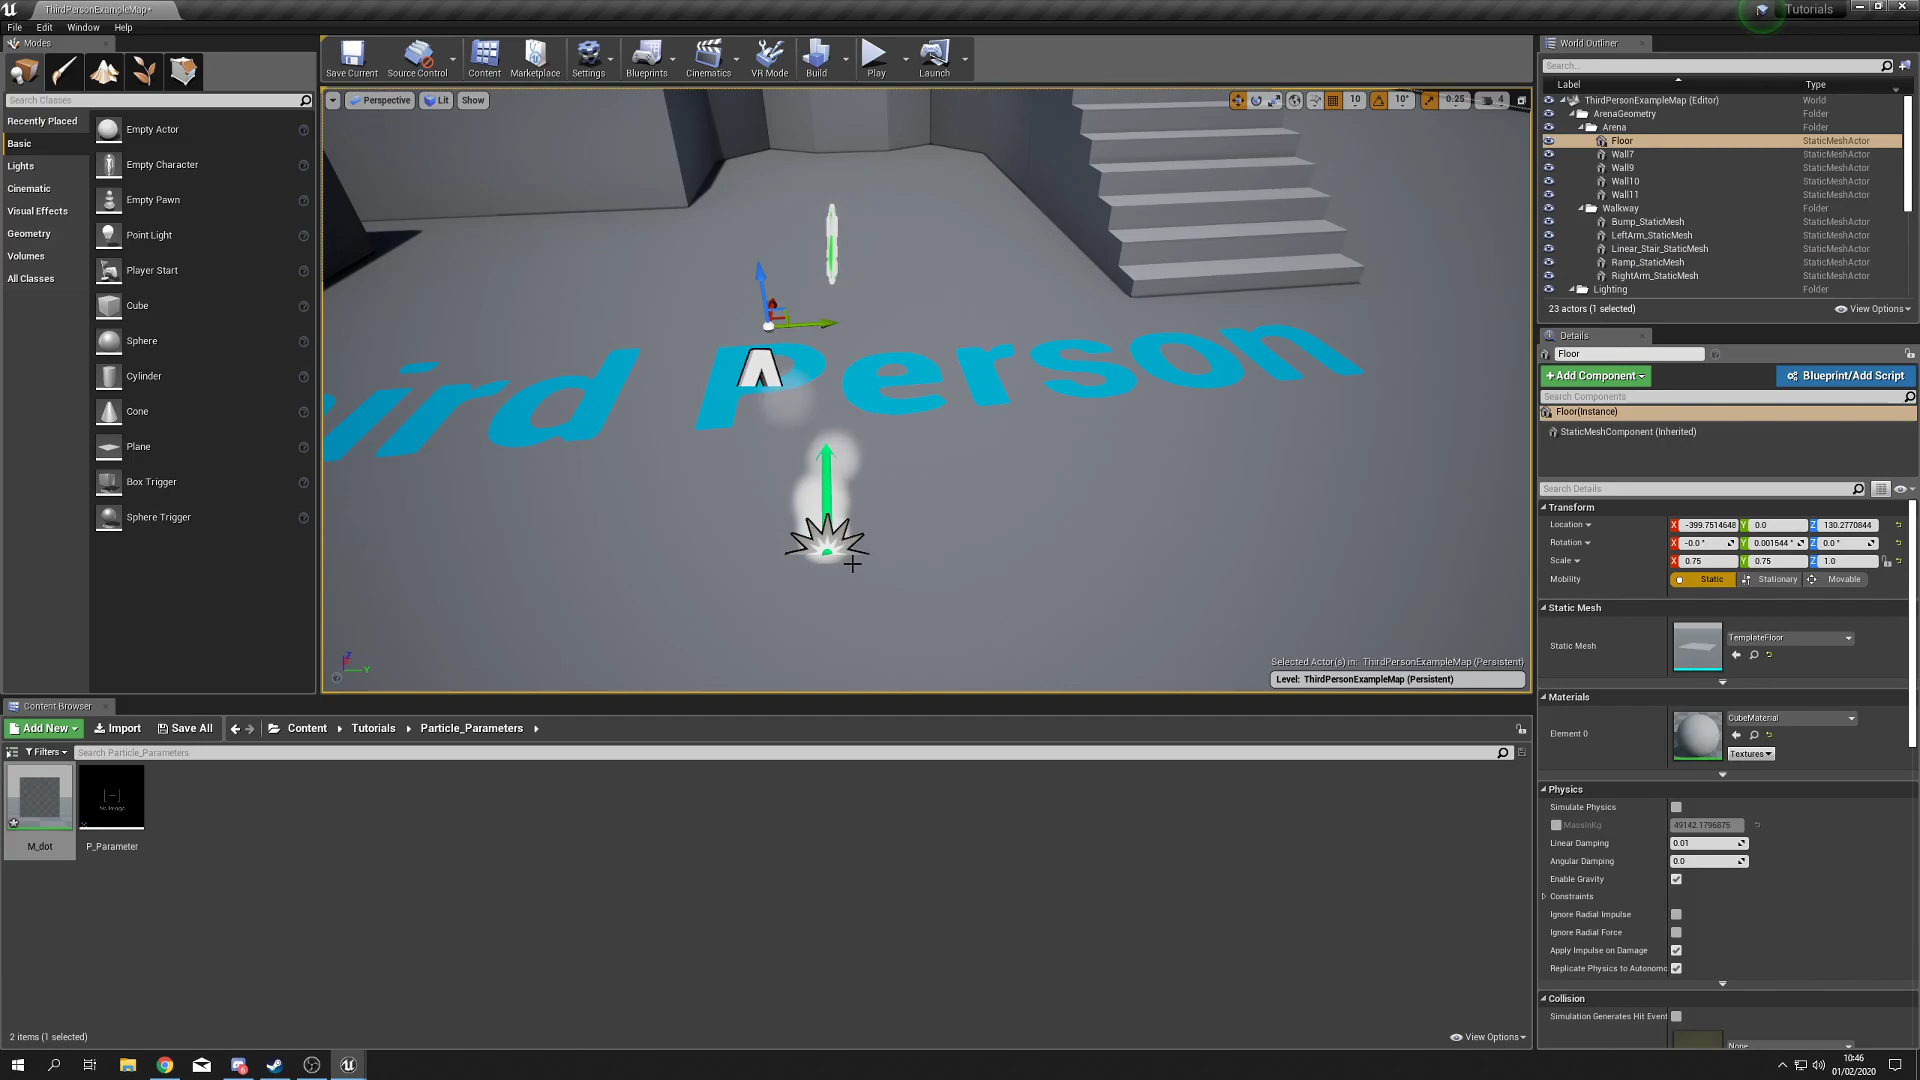 ThirdPersonExampleMap*
Tutorials
File Edit Window Help
Modes
Search Classes
Recently Placed
Basic
Lights
Cinematic
Visual Effects
Geometry
Volumes
All Classes
Empty Actor
Empty Character
Empty Pawn
Point Light
Player Start
Cube
Sphere
Cylinder
Cone
Plane
Box Trigger
Sphere Trigger
Save Current
Source Control
Content
Marketplace
Settings
Blueprints
Cinematics
VR Mode
Build
Play
Launch
Perspective
Lit
Show
10
10°
0.25
4
ird Person
Selected Actor(s) in: ThirdPersonExampleMap (Persistent)
Level: ThirdPersonExampleMap (Persistent)
World Outliner
Search...
Label Type
ThirdPersonExampleMap (Editor) World
ArenaGeometry Folder
Arena Folder
Floor StaticMeshActor
Wall7 StaticMeshActor
Wall9 StaticMeshActor
Wall10 StaticMeshActor
Wall11 StaticMeshActor
Walkway Folder
Bump_StaticMesh StaticMeshActor
LeftArm_StaticMesh StaticMeshActor
Linear_Stair_StaticMesh StaticMeshActor
Ramp_StaticMesh StaticMeshActor
RightArm_StaticMesh StaticMeshActor
Lighting Folder
23 actors (1 selected) View Options
Details
Floor
+Add Component Blueprint/Add Script
Search Components
Floor(Instance)
StaticMeshComponent (Inherited)
Search Details
Transform
Location X -399.7514648 Y 0.0 Z 130.2770844
Rotation X -0.0 ° Y 0.001544 ° Z 0.0 °
Scale X 0.75 Y 0.75 Z 1.0
Mobility Static Stationary Movable
Static Mesh
Static Mesh TemplateFloor
Materials
Element 0 CubeMaterial
Textures
Physics
Simulate Physics
MassInKg 49142.1796875
Linear Damping 0.01
Angular Damping 0.0
Enable Gravity
Constraints
Ignore Radial Impulse
Ignore Radial Force
Apply Impulse on Damage
Replicate Physics to Autonomo
Collision
Simulation Generates Hit Event
None
Content Browser
Add New Import Save All Content Tutorials Particle_Parameters
Filters Search Particle_Parameters
No Image
M_dot P_Parameter
2 items (1 selected) View Options
10:46
01/02/2020